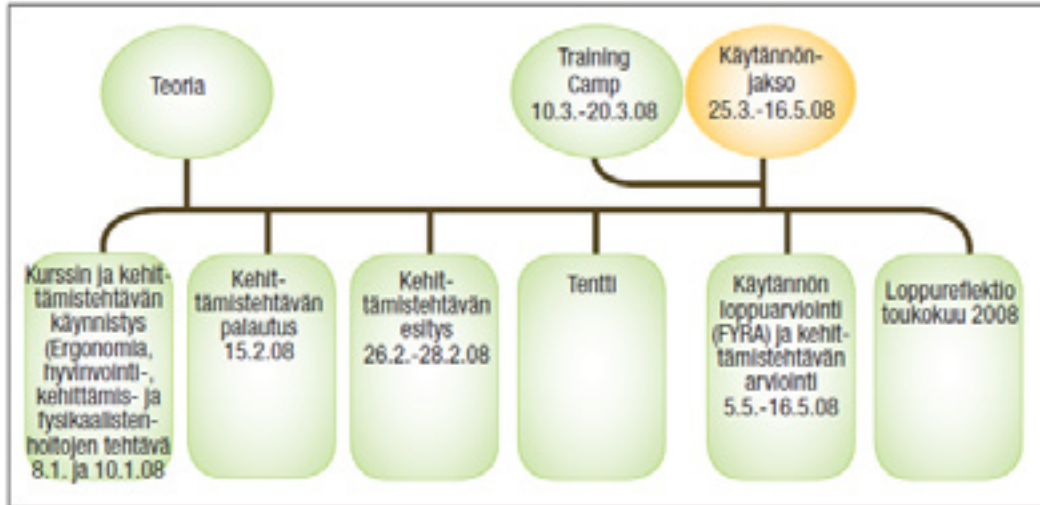 Teoria
Training
Camp
10.3.-20.3.08
Käytännön-
jakso
25.3.-16.5.08
Kurssin ja kehit-
tämistehtävän
käynnistys
(Ergonomia,
hyvinvointi-,
kehittämis- ja
fysikaalisten-
hoitojen tehtävä
8.1. ja 10.1.08
Kehit-
tämistehtävän
palautus
15.2.08
Kehit-
tämistehtävän
esitys
26.2.-28.2.08
Tentti
Käytännön
loppuarviointi
(FYRA) ja kehit-
tämistehtävän
arviointi
5.5.-16.5.08
Loppureflektio
toukokuu 2008